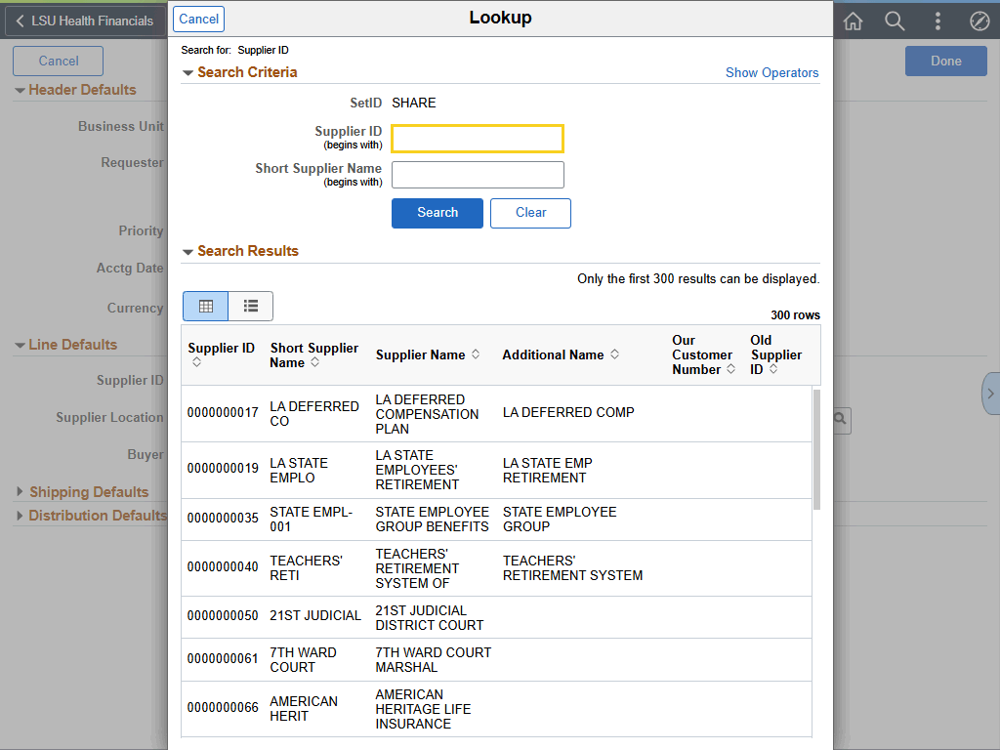 LSU Health Financials
Cancel
Lookup
Cancel
Done
Header Defaults
Business Unit
Requester
Priority
Acctg Date
Currency
Line Defaults
Supplier ID
Supplier Location
Buyer
Shipping Defaults
Distribution Defaults
Search for: Supplier ID
Search Criteria
Show Operators
SetID SHARE
Supplier ID
(begins with)
Short Supplier Name
(begins with)
Search Clear
Search Results
Only the first 300 results can be displayed.
300 rows
Supplier ID
Short Supplier
Name
Supplier Name
Additional Name
Our
Customer
Number
Old
Supplier
ID
0000000017
LA DEFERRED
CO
LA DEFERRED
COMPENSATION
PLAN
LA DEFERRED COMP
0000000019
LA STATE
EMPLO
LA STATE
EMPLOYEES'
RETIREMENT
LA STATE EMP
RETIREMENT
0000000035
STATE EMPL-
001
STATE EMPLOYEE
GROUP BENEFITS
STATE EMPLOYEE
GROUP
0000000040
TEACHERS'
RETI
TEACHERS'
RETIREMENT
SYSTEM OF
TEACHERS'
RETIREMENT SYSTEM
0000000050
21ST JUDICIAL
21ST JUDICIAL
DISTRICT COURT
0000000061
7TH WARD
COURT
7TH WARD COURT
MARSHAL
0000000066
AMERICAN
HERIT
AMERICAN
HERITAGE LIFE
INSURANCE